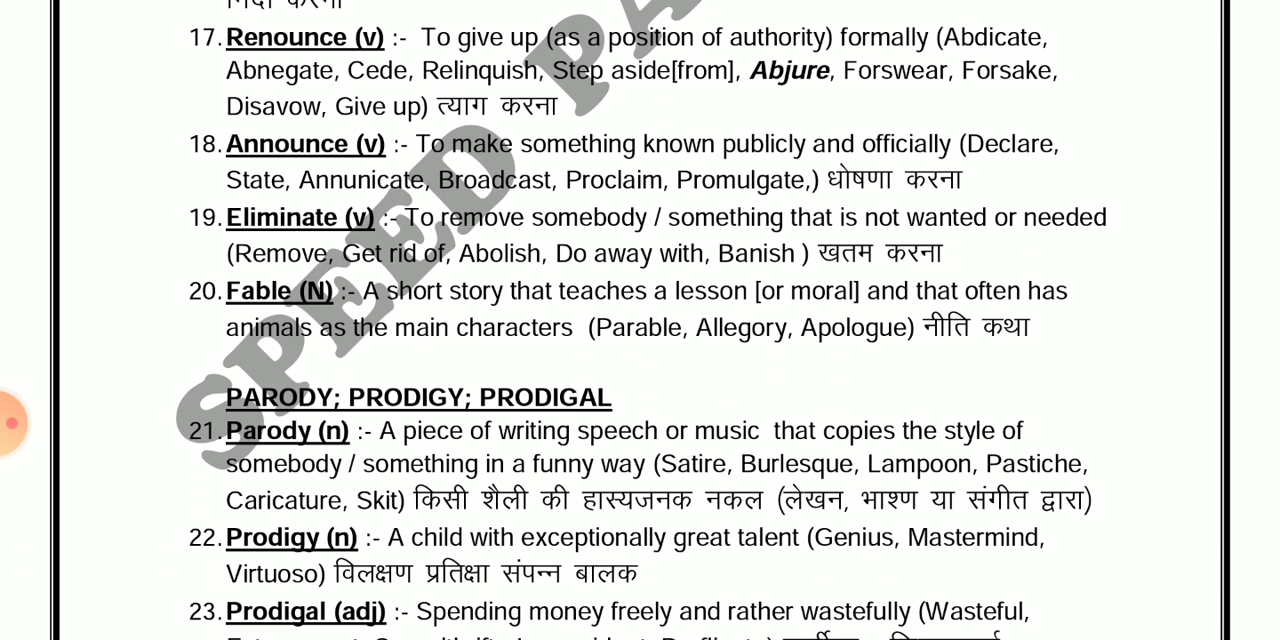 निंदा करना
17. Renounce (v) :- To give up (as a position of authority) formally (Abdicate,
Abnegate, Cede, Relinquish, Step aside[from], Abjure, Forswear, Forsake,
Disavow, Give up) त्याग करना
18. Announce (v) :- To make something known publicly and officially (Declare,
State, Annunicate, Broadcast, Proclaim, Promulgate,) धोषणा करना
19. Eliminate (v) :- To remove somebody / something that is not wanted or needed
(Remove, Get rid of, Abolish, Do away with, Banish ) खतम करना
20. Fable (N) :- A short story that teaches a lesson [or moral] and that often has
animals as the main characters (Parable, Allegory, Apologue) नीति कथा
PARODY; PRODIGY; PRODIGAL
21. Parody (n) :- A piece of writing speech or music that copies the style of
somebody / something in a funny way (Satire, Burlesque, Lampoon, Pastiche,
Caricature, Skit) किसी शैली की हास्यजनक नकल (लेखन, भाश्ण या संगीत द्वारा)
22. Prodigy (n) :- A child with exceptionally great talent (Genius, Mastermind,
Virtuoso) विलक्षण प्रतिक्षा संपन्न बालक
23. Prodigal (adj) :- Spending money freely and rather wastefully (Wasteful,
SPEED